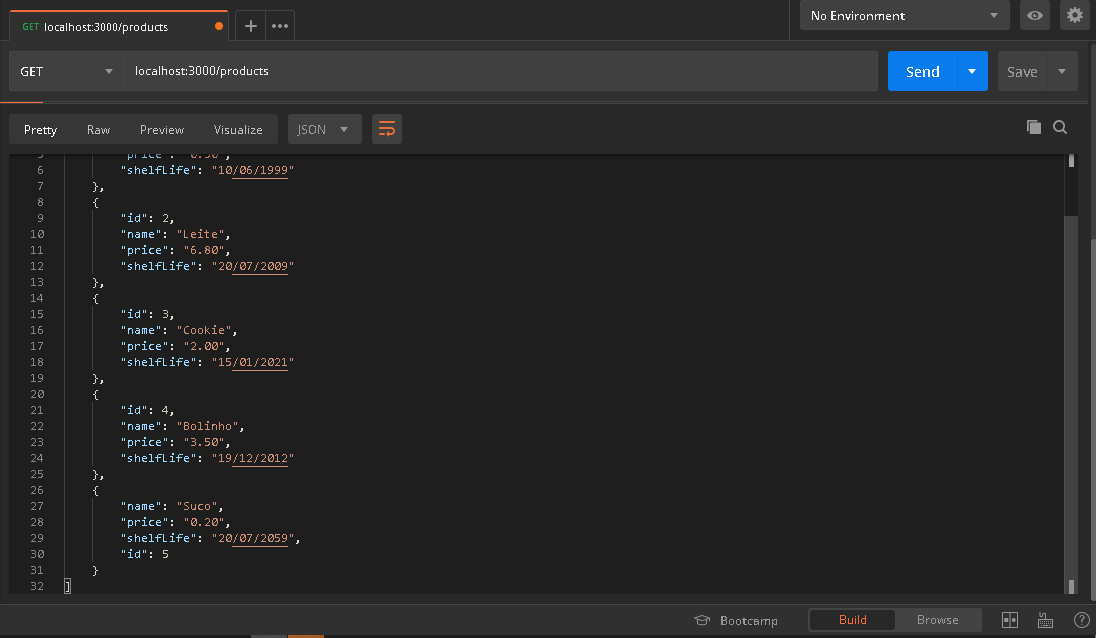 GET localhost:3000/products
No Environment
GET localhost:3000/products Send Save
Pretty Raw Preview Visualize JSON
5 "price": "0.50",
6 "shelfLife": "10/06/1999"
7 },
8 {
9 "id": 2,
10 "name": "Leite",
11 "price": "6.80",
12 "shelfLife": "20/07/2009"
13 },
14 {
15 "id": 3,
16 "name": "Cookie",
17 "price": "2.00",
18 "shelfLife": "15/01/2021"
19 },
20 {
21 "id": 4,
22 "name": "Bolinho",
23 "price": "3.50",
24 "shelfLife": "19/12/2012"
25 },
26 {
27 "name": "Suco",
28 "price": "0.20",
29 "shelfLife": "20/07/2059",
30 "id": 5
31 }
32 ]
Bootcamp Build Browse